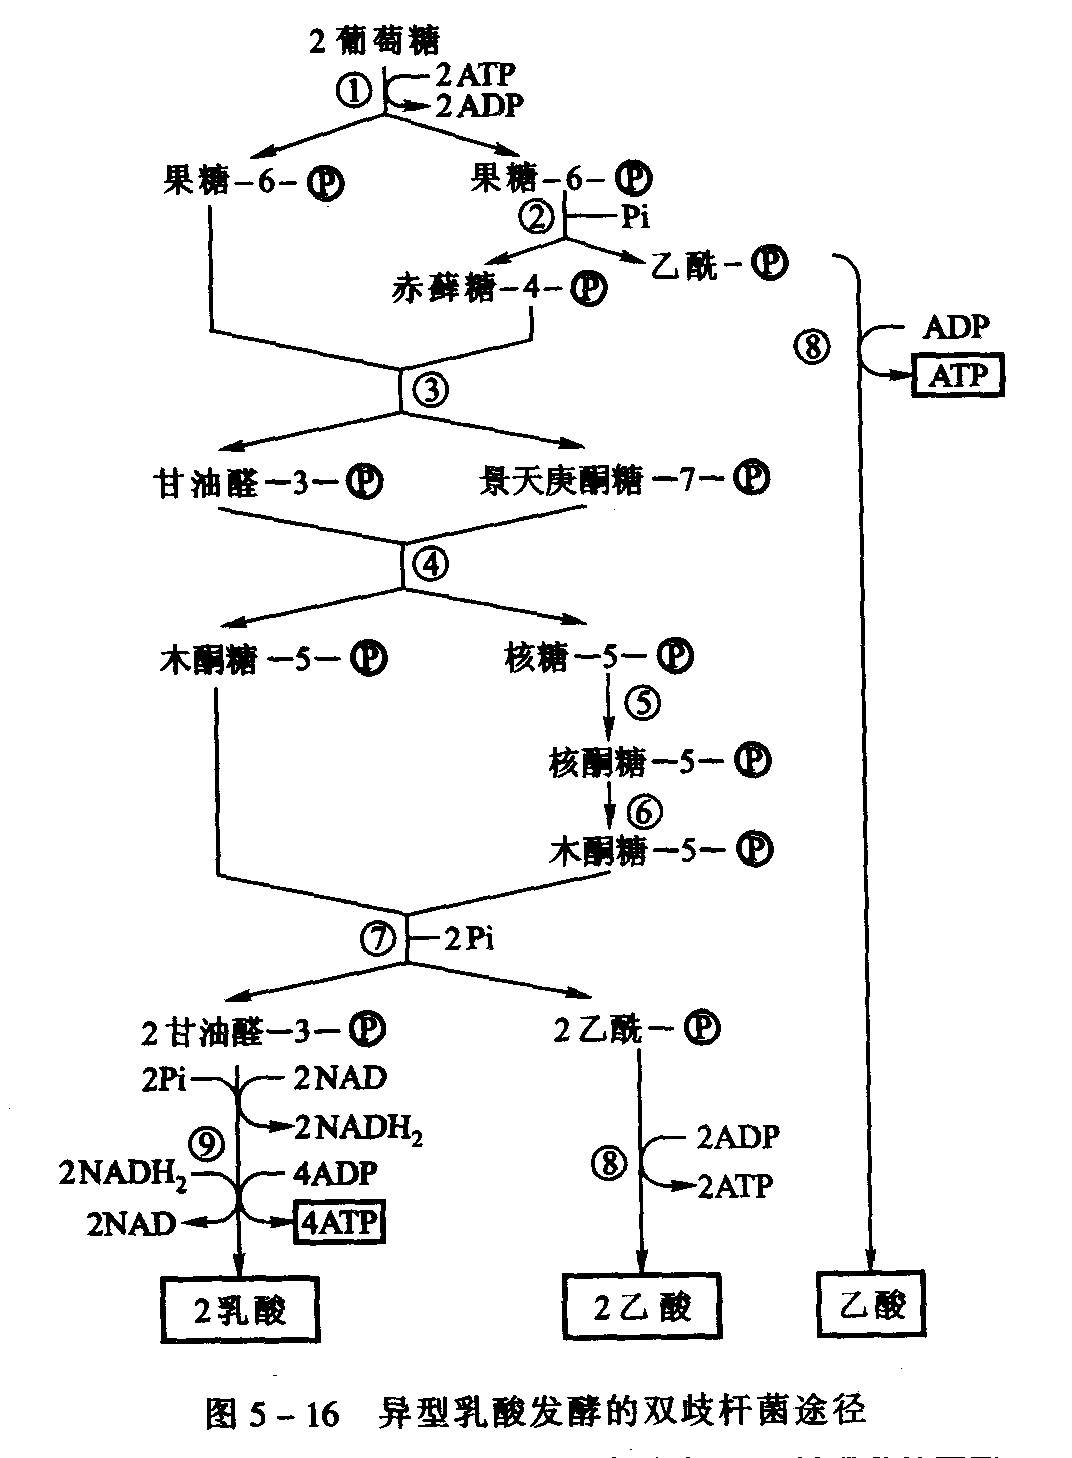 2 葡萄糖
① 2ATP
2ADP
果糖-6-Ⓟ 果糖-6-Ⓟ
② Pi
赤藓糖-4-Ⓟ 乙酰-Ⓟ
⑧ ADP
ATP
③
甘油醛-3-Ⓟ 景天庚酮糖-7-Ⓟ
④
木酮糖-5-Ⓟ 核糖-5-Ⓟ
⑤
核酮糖-5-Ⓟ
⑥
木酮糖-5-Ⓟ
⑦ 2Pi
2甘油醛-3-Ⓟ 2乙酰-Ⓟ
2Pi 2NAD
2NADH₂
⑨
2NADH₂ 4ADP
2NAD 4ATP
⑧ 2ADP
2ATP
2乳酸 2乙酸 乙酸
图 5-16 异型乳酸发酵的双歧杆菌途径